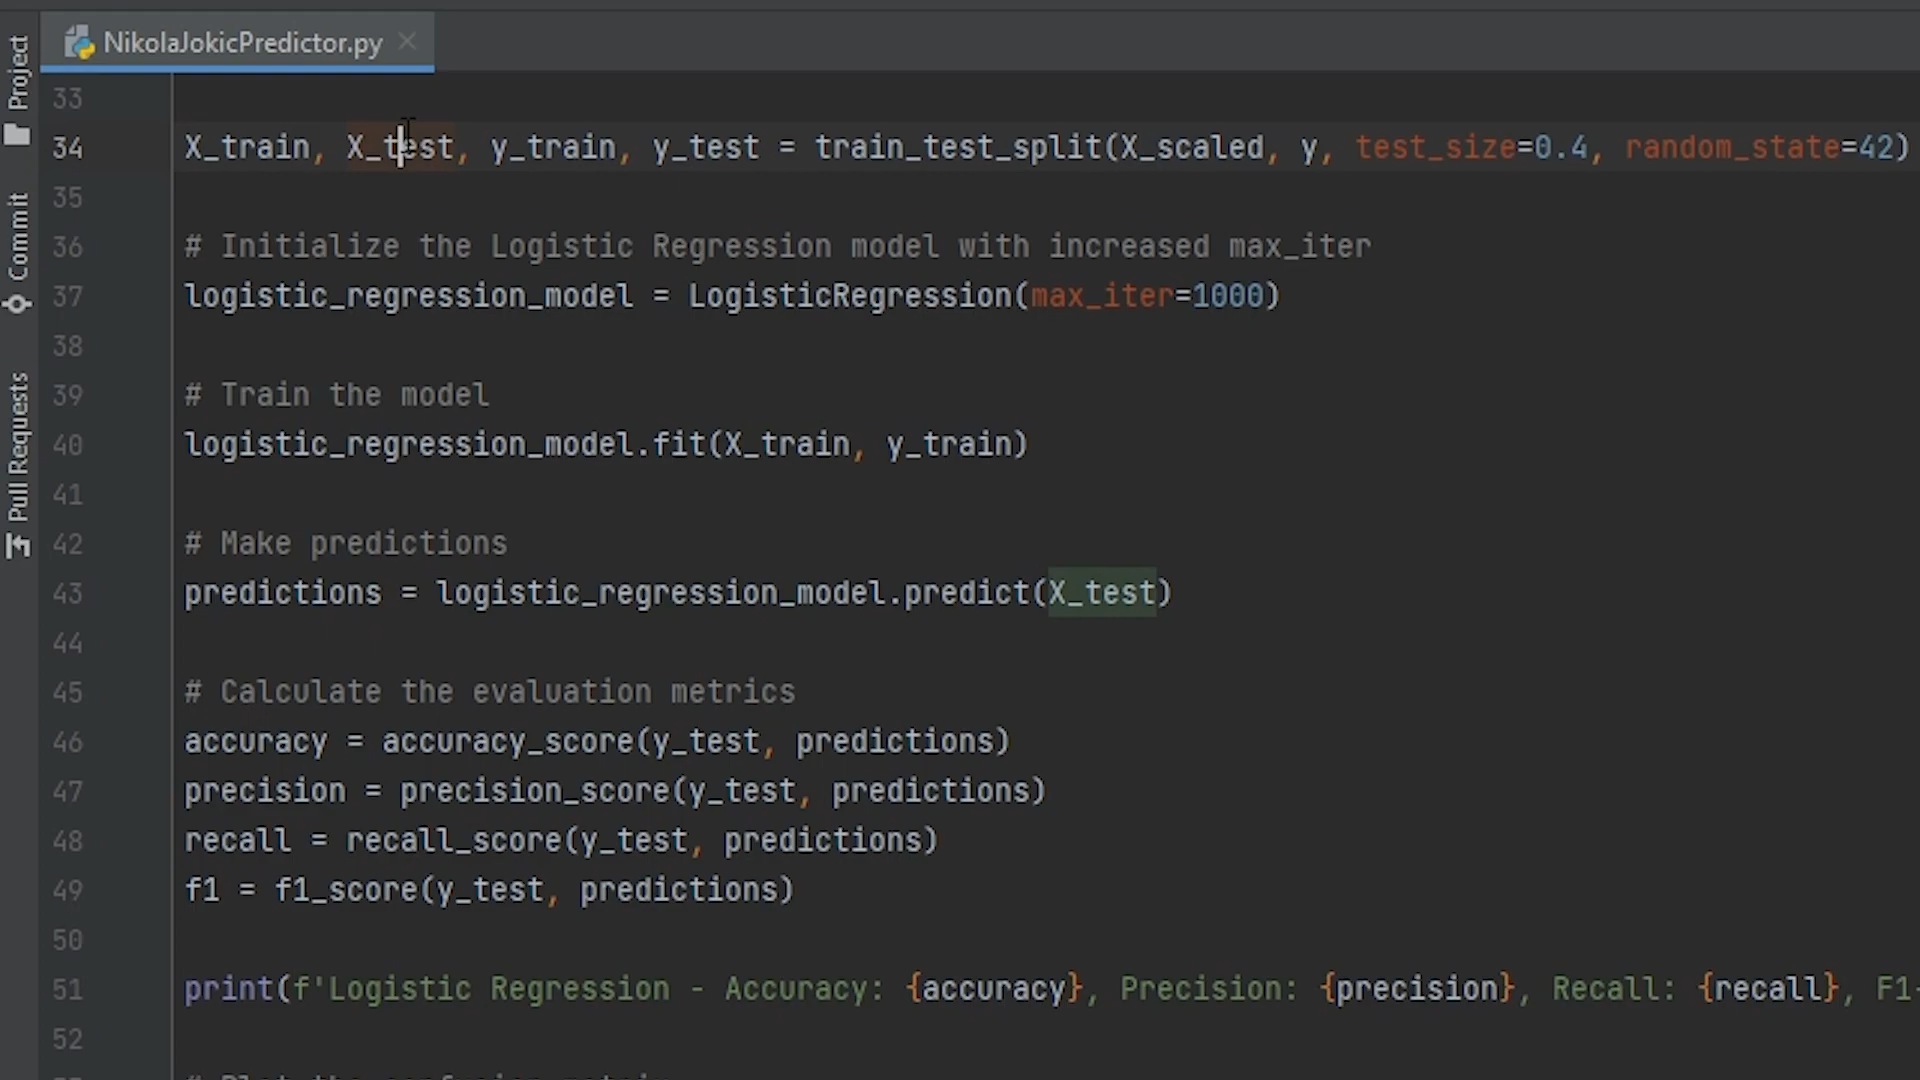 NikolaJokicPredictor.py
Project
Commit
Pull Requests
33
34 X_train, X_test, y_train, y_test = train_test_split(X_scaled, y, test_size=0.4, random_state=42)
35
36 # Initialize the Logistic Regression model with increased max_iter
37 logistic_regression_model = LogisticRegression(max_iter=1000)
38
39 # Train the model
40 logistic_regression_model.fit(X_train, y_train)
41
42 # Make predictions
43 predictions = logistic_regression_model.predict(X_test)
44
45 # Calculate the evaluation metrics
46 accuracy = accuracy_score(y_test, predictions)
47 precision = precision_score(y_test, predictions)
48 recall = recall_score(y_test, predictions)
49 f1 = f1_score(y_test, predictions)
50
51 print(f'Logistic Regression - Accuracy: {accuracy}, Precision: {precision}, Recall: {recall}, F1-
52